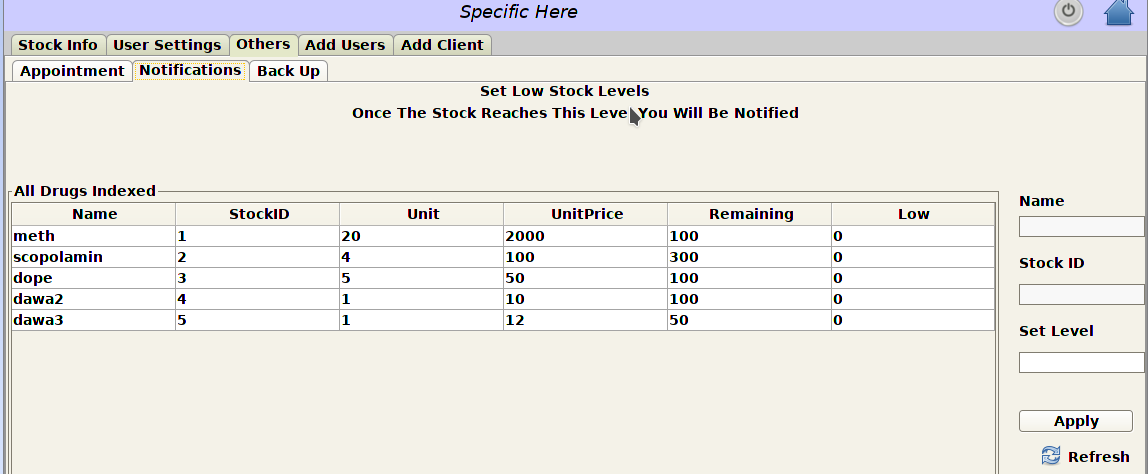 Specific Here
Stock Info User Settings Others Add Users Add Client
Appointment Notifications Back Up
Set Low Stock Levels
Once The Stock Reaches This Leve You Will Be Notified
All Drugs Indexed
Name StockID Unit UnitPrice Remaining Low
meth 1 20 2000 100 0
scopolamin 2 4 100 300 0
dope 3 5 50 100 0
dawa2 4 1 10 100 0
dawa3 5 1 12 50 0
Name
Stock ID
Set Level
Apply
Refresh